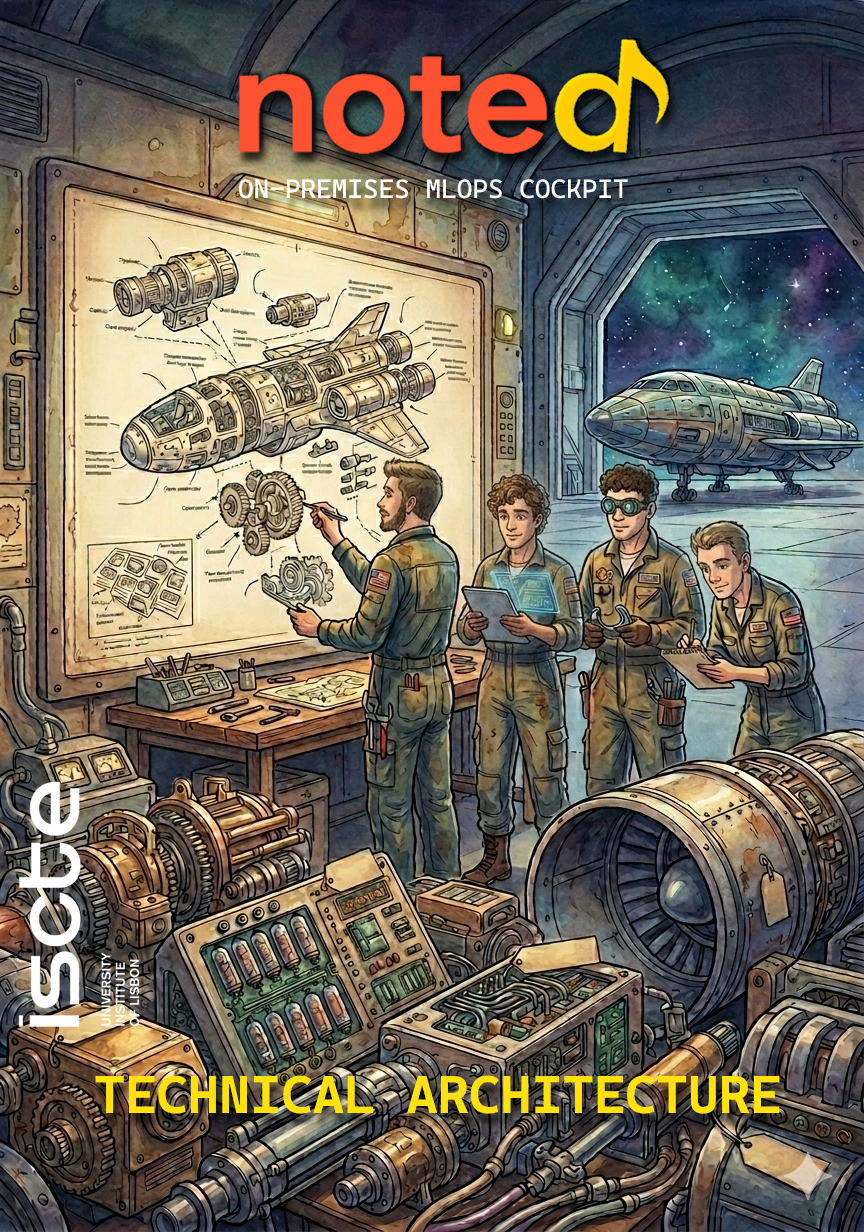 noted
ON-PREMISES MLOPS COCKPIT
iscte
UNIVERSITY
INSTITUTE
OF LISBON
TECHNICAL ARCHITECTURE